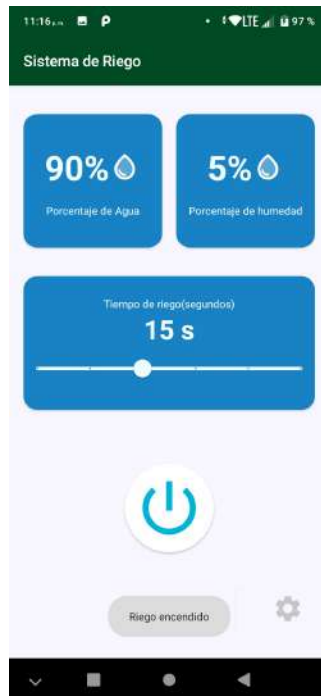 11:16 a.m. P LTE 97 %
Sistema de Riego
90% 5%
Porcentaje de Agua Porcentaje de humedad
Tiempo de riego(segundos)
15 s
Riego encendido